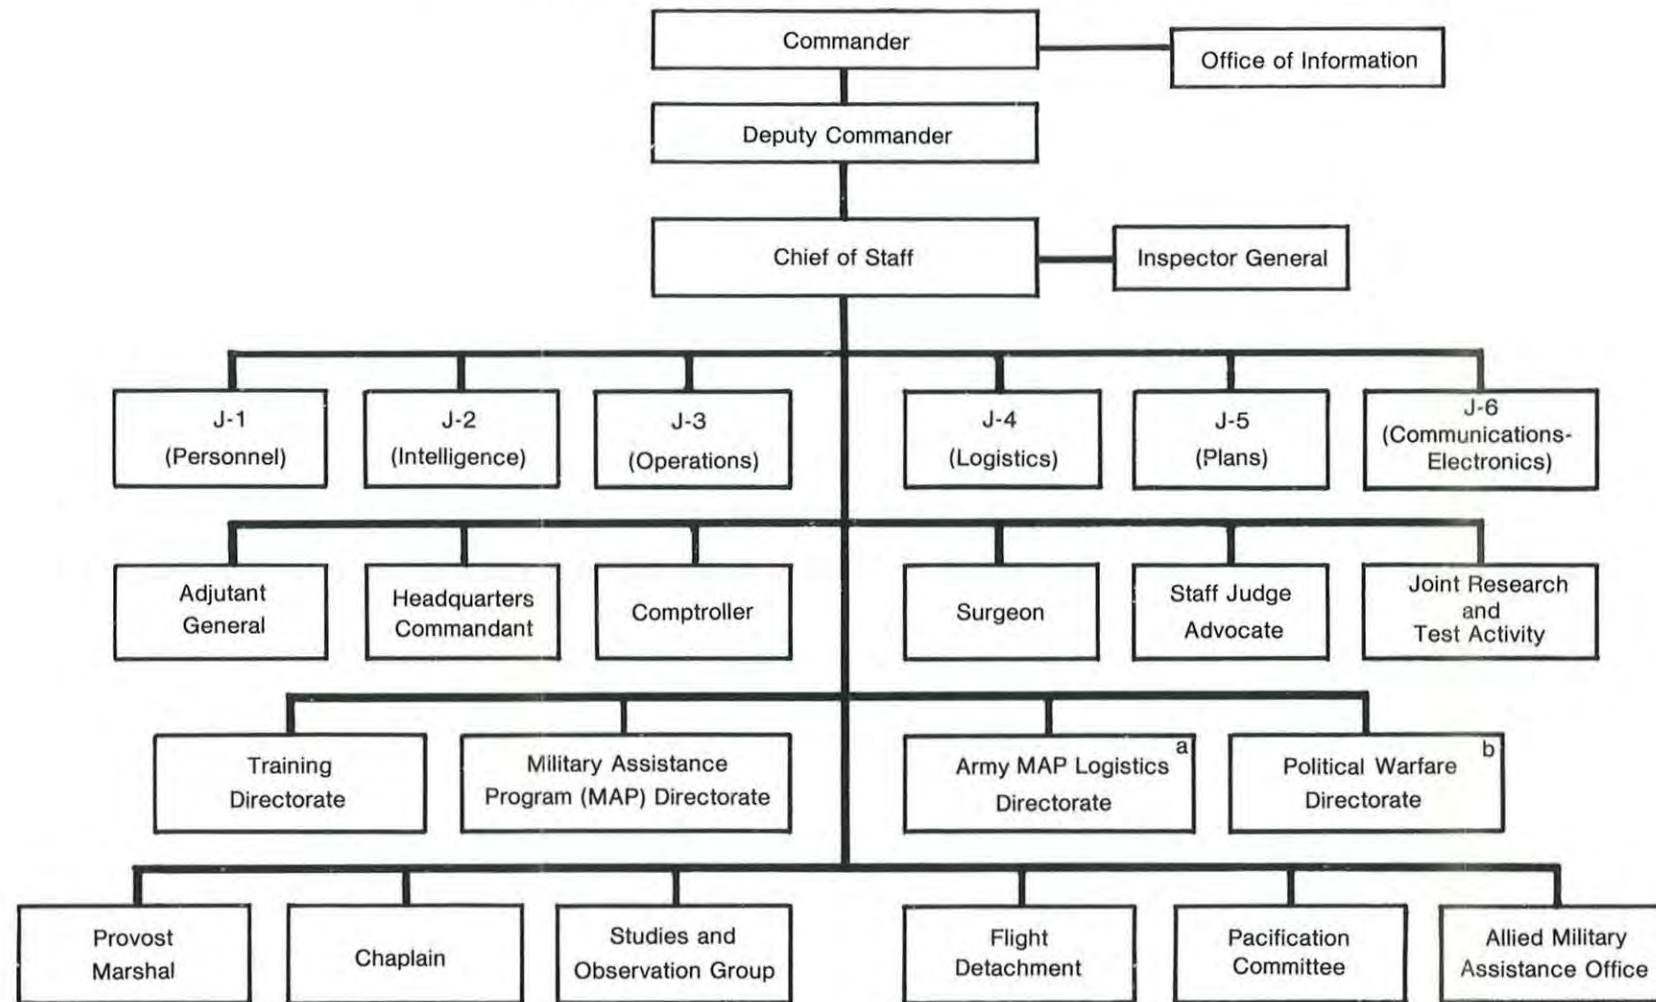 Commander
Office of Information
Deputy Commander
Chief of Staff
Inspector General
J-1
(Personnel)
J-2
(Intelligence)
J-3
(Operations)
J-4
(Logistics)
J-5
(Plans)
J-6
(Communications-
Electronics)
Adjutant
General
Headquarters
Commandant
Comptroller
Surgeon
Staff Judge
Advocate
Joint Research
and
Test Activity
Training
Directorate
Military Assistance
Program (MAP) Directorate
a
Army MAP Logistics
Directorate
b
Political Warfare
Directorate
Provost
Marshal
Chaplain
Studies and
Observation Group
Flight
Detachment
Pacification
Committee
Allied Military
Assistance Office